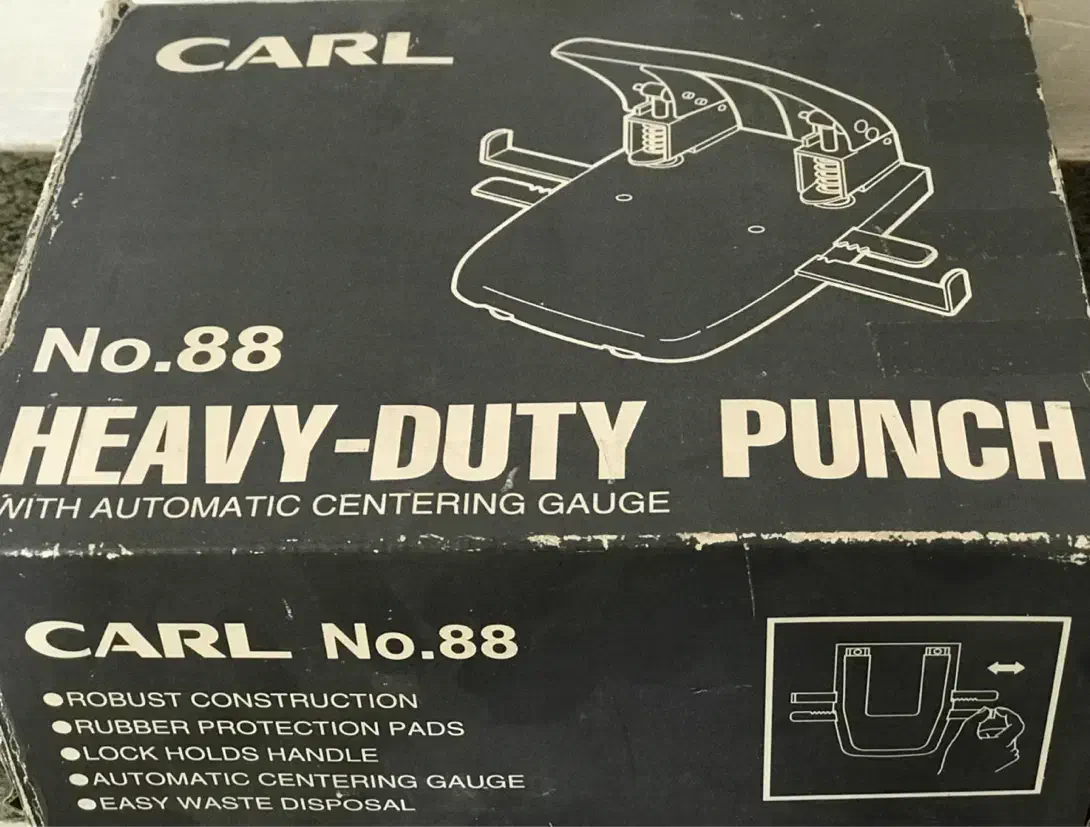 CARL
No.88
HEAVY-DUTY PUNCH
WITH AUTOMATIC CENTERING GAUGE
CARL No.88
●ROBUST CONSTRUCTION
●RUBBER PROTECTION PADS
●LOCK HOLDS HANDLE
●AUTOMATIC CENTERING GAUGE
●EASY WASTE DISPOSAL